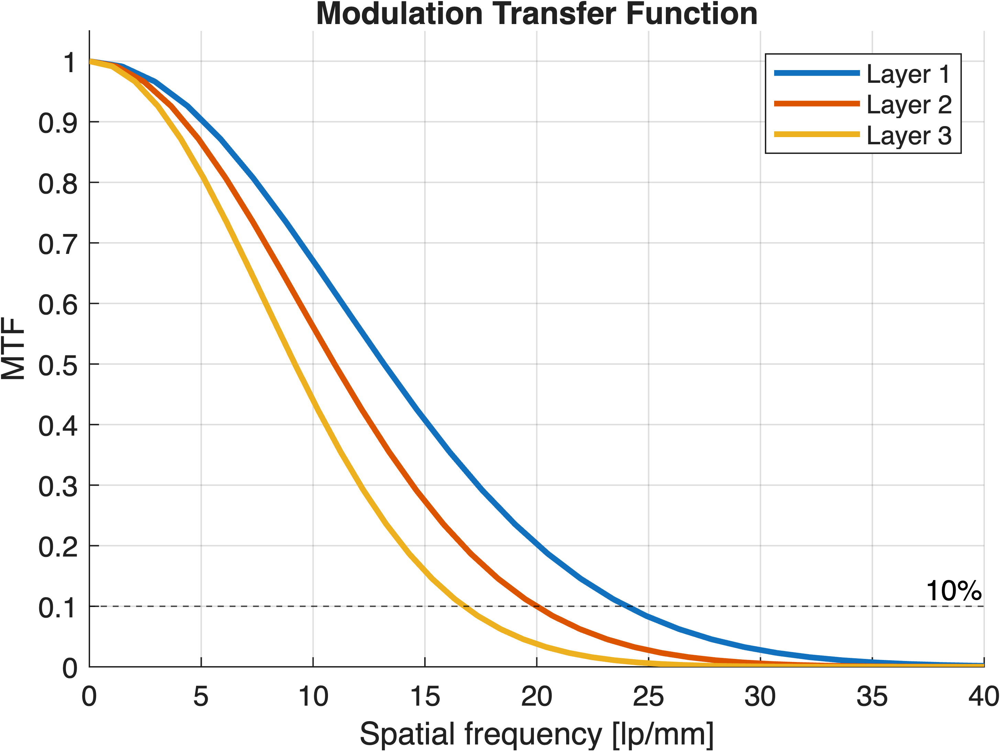 Modulation Transfer Function
1
0.9
0.8
0.7
0.6
0.5
0.4
0.3
0.2
0.1
0
MTF
Layer 1
Layer 2
Layer 3
10%
0 5 10 15 20 25 30 35 40
Spatial frequency [lp/mm]